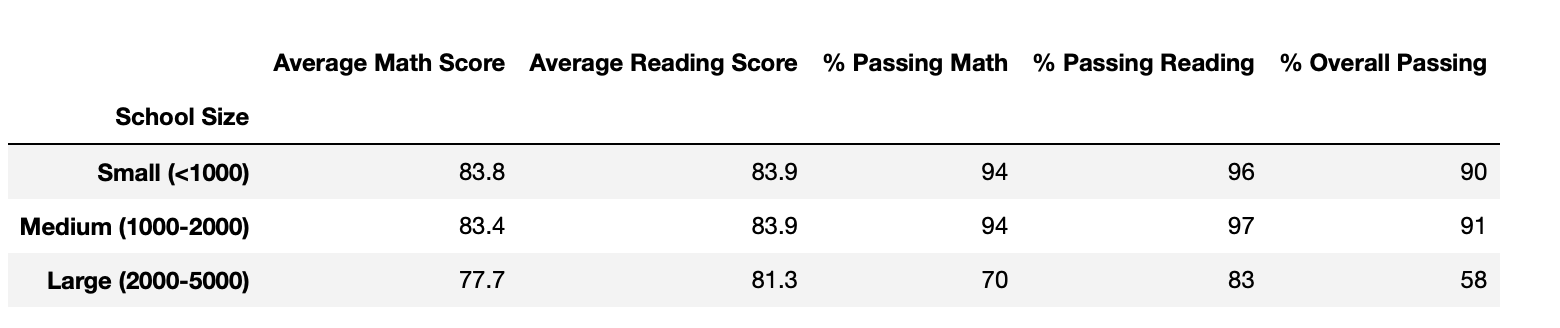 Average Math Score Average Reading Score % Passing Math % Passing Reading % Overall Passing
School Size
Small (<1000) 83.8 83.9 94 96 90
Medium (1000-2000) 83.4 83.9 94 97 91
Large (2000-5000) 77.7 81.3 70 83 58